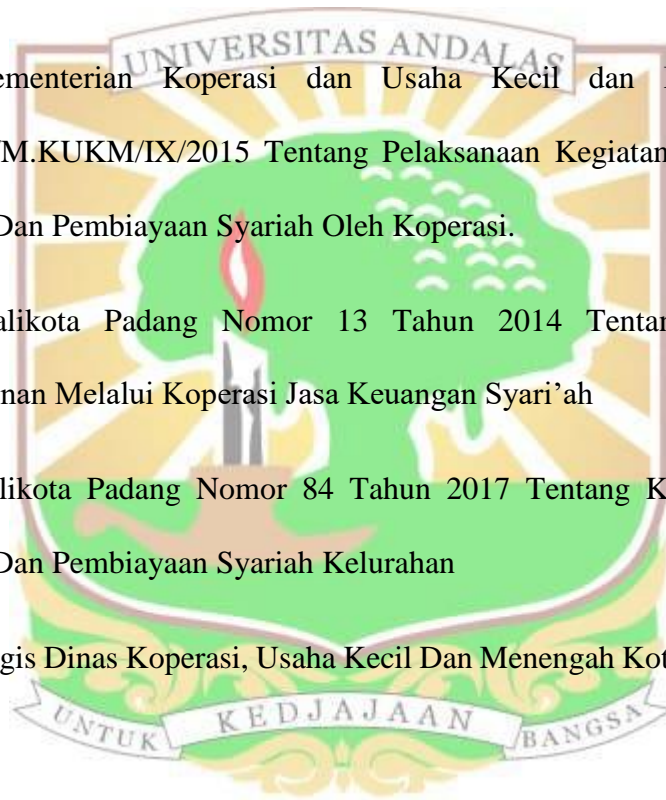 UNIVERSITAS ANDALAS
ementerian Koperasi dan Usaha Kecil dan
/M.KUKM/IX/2015 Tentang Pelaksanaan Kegiatan
Dan Pembiayaan Syariah Oleh Koperasi.
alikota Padang Nomor 13 Tahun 2014 Tentan
nan Melalui Koperasi Jasa Keuangan Syari’ah
likota Padang Nomor 84 Tahun 2017 Tentang K
Dan Pembiayaan Syariah Kelurahan
gis Dinas Koperasi, Usaha Kecil Dan Menengah Kot
UNTUK KEDJAJAAN BANGSA